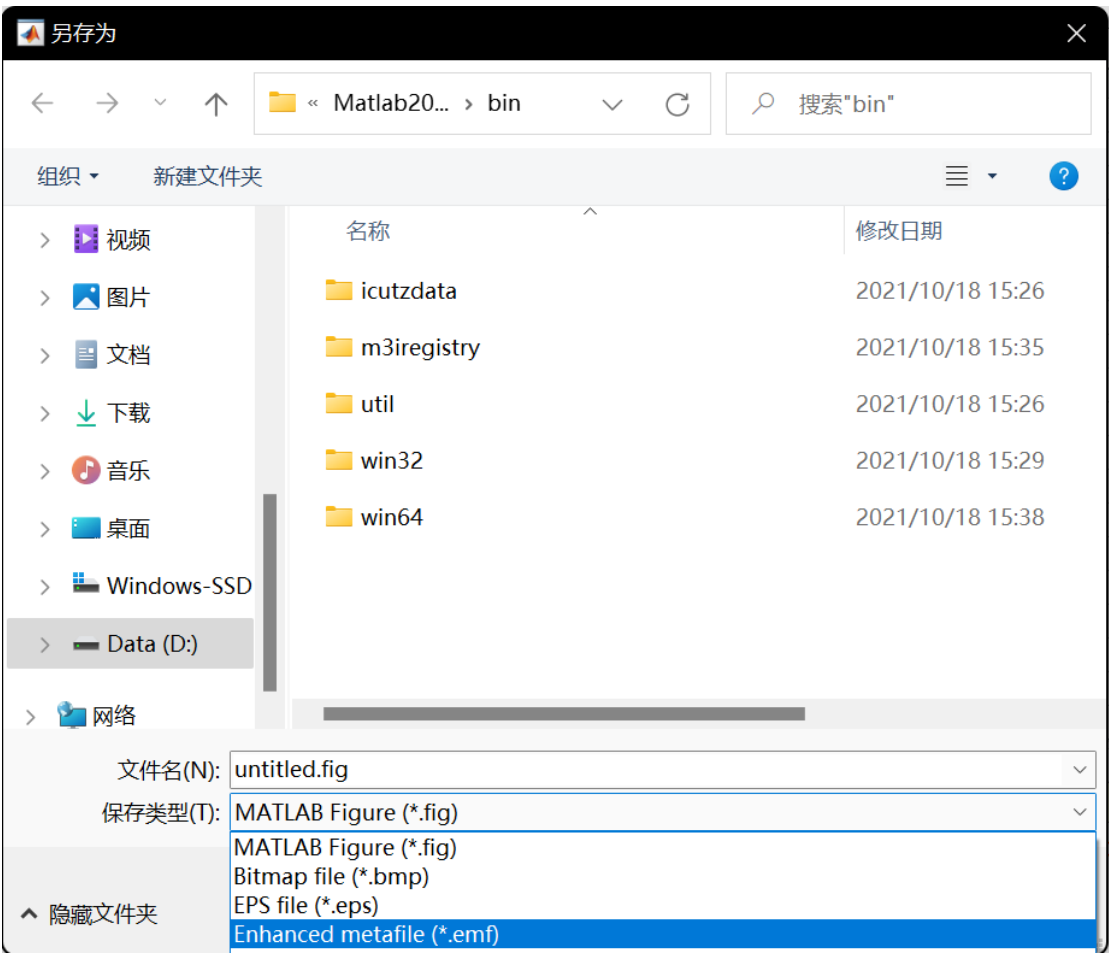 另存为
« Matlab20... › bin
搜索"bin"
组织
新建文件夹
名称
修改日期
视频
图片
文档
下载
音乐
桌面
Windows-SSD
Data (D:)
网络
icutzdata 2021/10/18 15:26
m3iregistry 2021/10/18 15:35
util 2021/10/18 15:26
win32 2021/10/18 15:29
win64 2021/10/18 15:38
文件名(N): untitled.fig
保存类型(T): MATLAB Figure (*.fig)
MATLAB Figure (*.fig)
Bitmap file (*.bmp)
EPS file (*.eps)
Enhanced metafile (*.emf)
隐藏文件夹